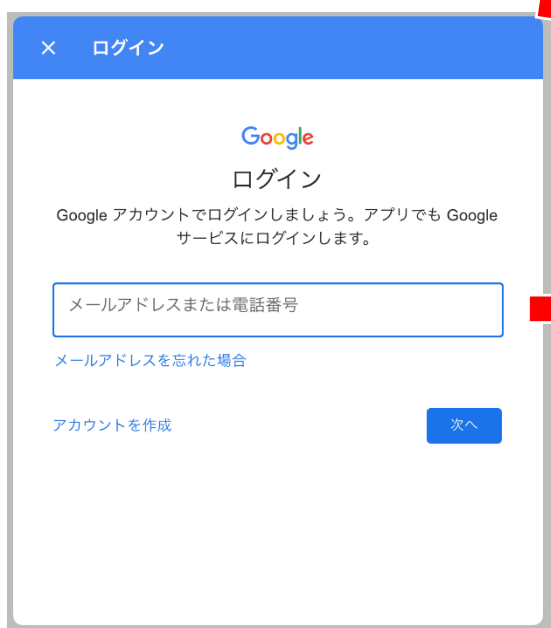 × ログイン
Google
ログイン
Google アカウントでログインしましょう。アプリでも Google
サービスにログインします。
メールアドレスまたは電話番号
メールアドレスを忘れた場合
アカウントを作成 次へ